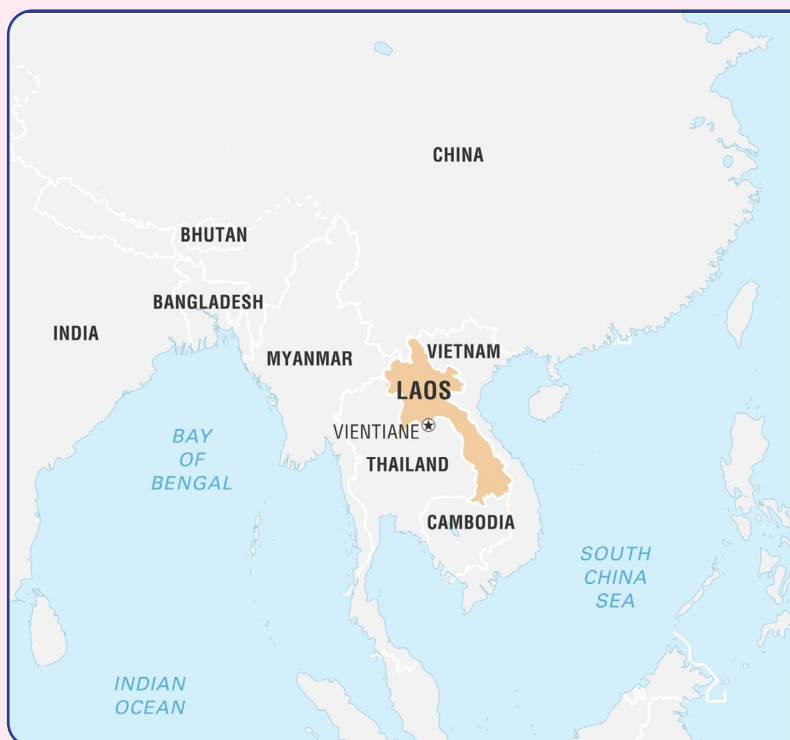 CHINA
BHUTAN
BANGLADESH
INDIA
MYANMAR
VIETNAM
LAOS
VIENTIANE
THAILAND
BAY
OF
BENGAL
CAMBODIA
SOUTH
CHINA
SEA
INDIAN
OCEAN